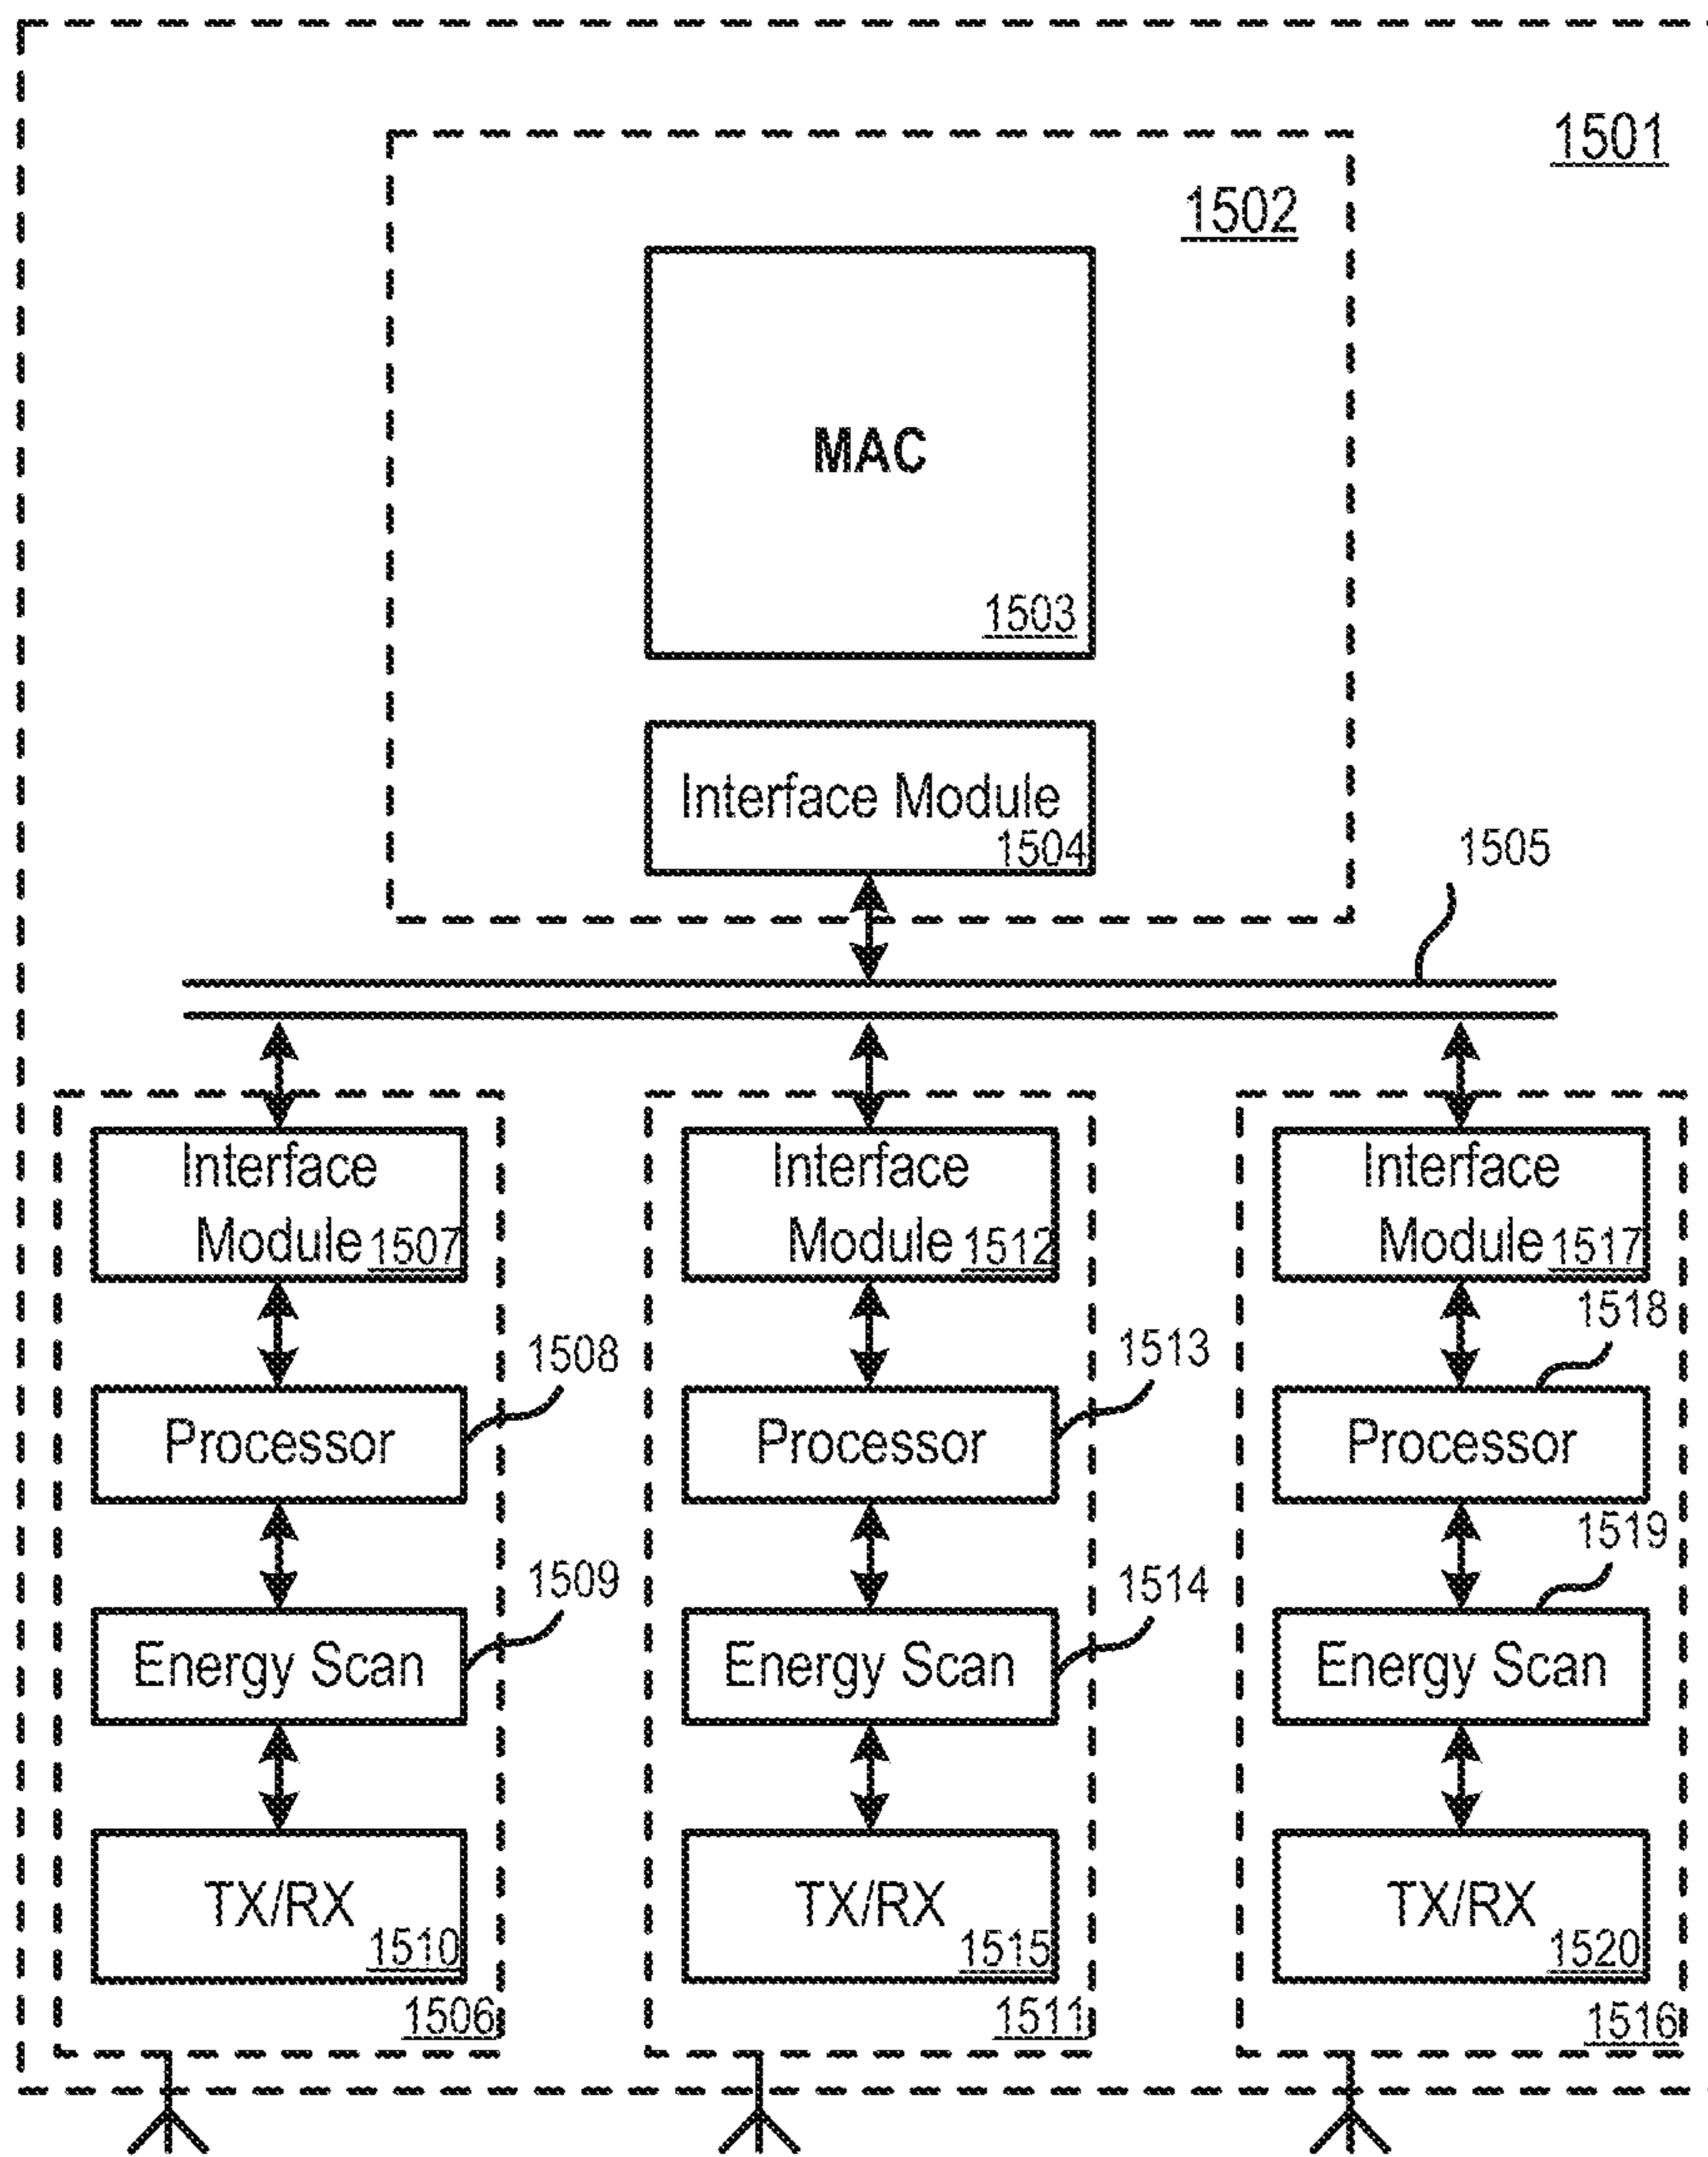 1501
1502
MAC
1503
Interface Module
1504
1505
Interface
Module 1507
1508
Processor
1509
Energy Scan
TX/RX
1510
1506
Interface
Module 1512
1513
Processor
1514
Energy Scan
TX/RX
1515
1511
Interface
Module 1517
1518
Processor
1519
Energy Scan
TX/RX
1520
1516